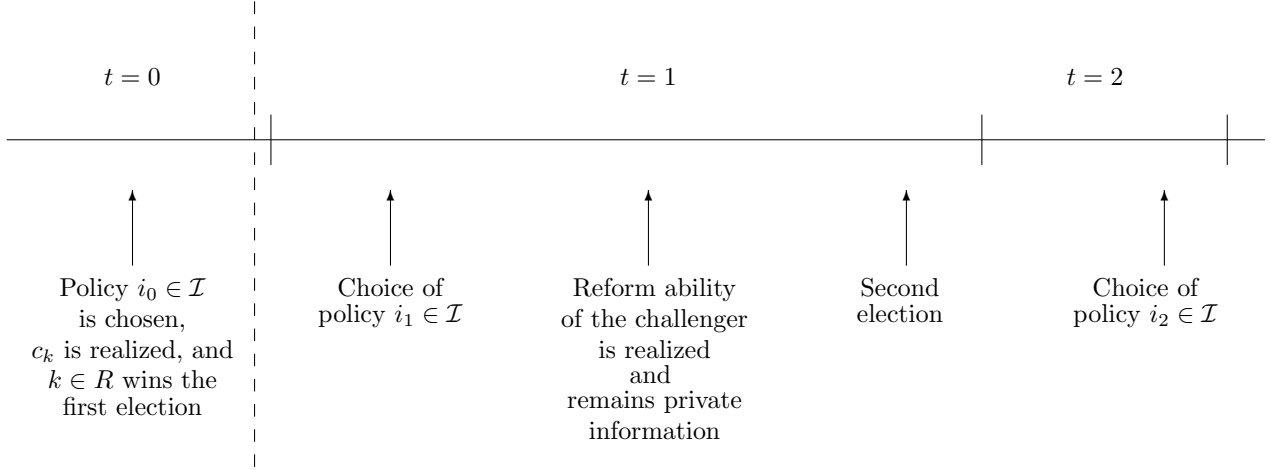 t = 0
t = 1
t = 2
Policy i₀ ∈ ℐ
is chosen,
cₖ is realized, and
k ∈ R wins the
first election
Choice of
policy i₁ ∈ ℐ
Reform ability
of the challenger
is realized
and
remains private
information
Second
election
Choice of
policy i₂ ∈ ℐ